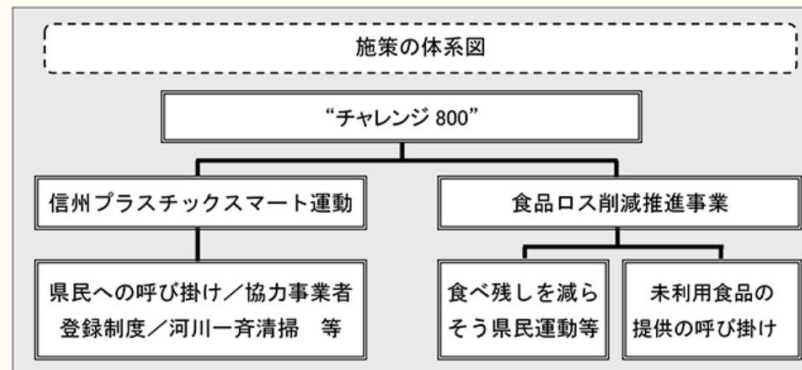 施策の体系図
“チャレンジ 800”
信州プラスチックスマート運動
県民への呼び掛け／協力事業者
登録制度／河川一斉清掃　等
食品ロス削減推進事業
食べ残しを減ら
そう県民運動等
未利用食品の
提供の呼び掛け